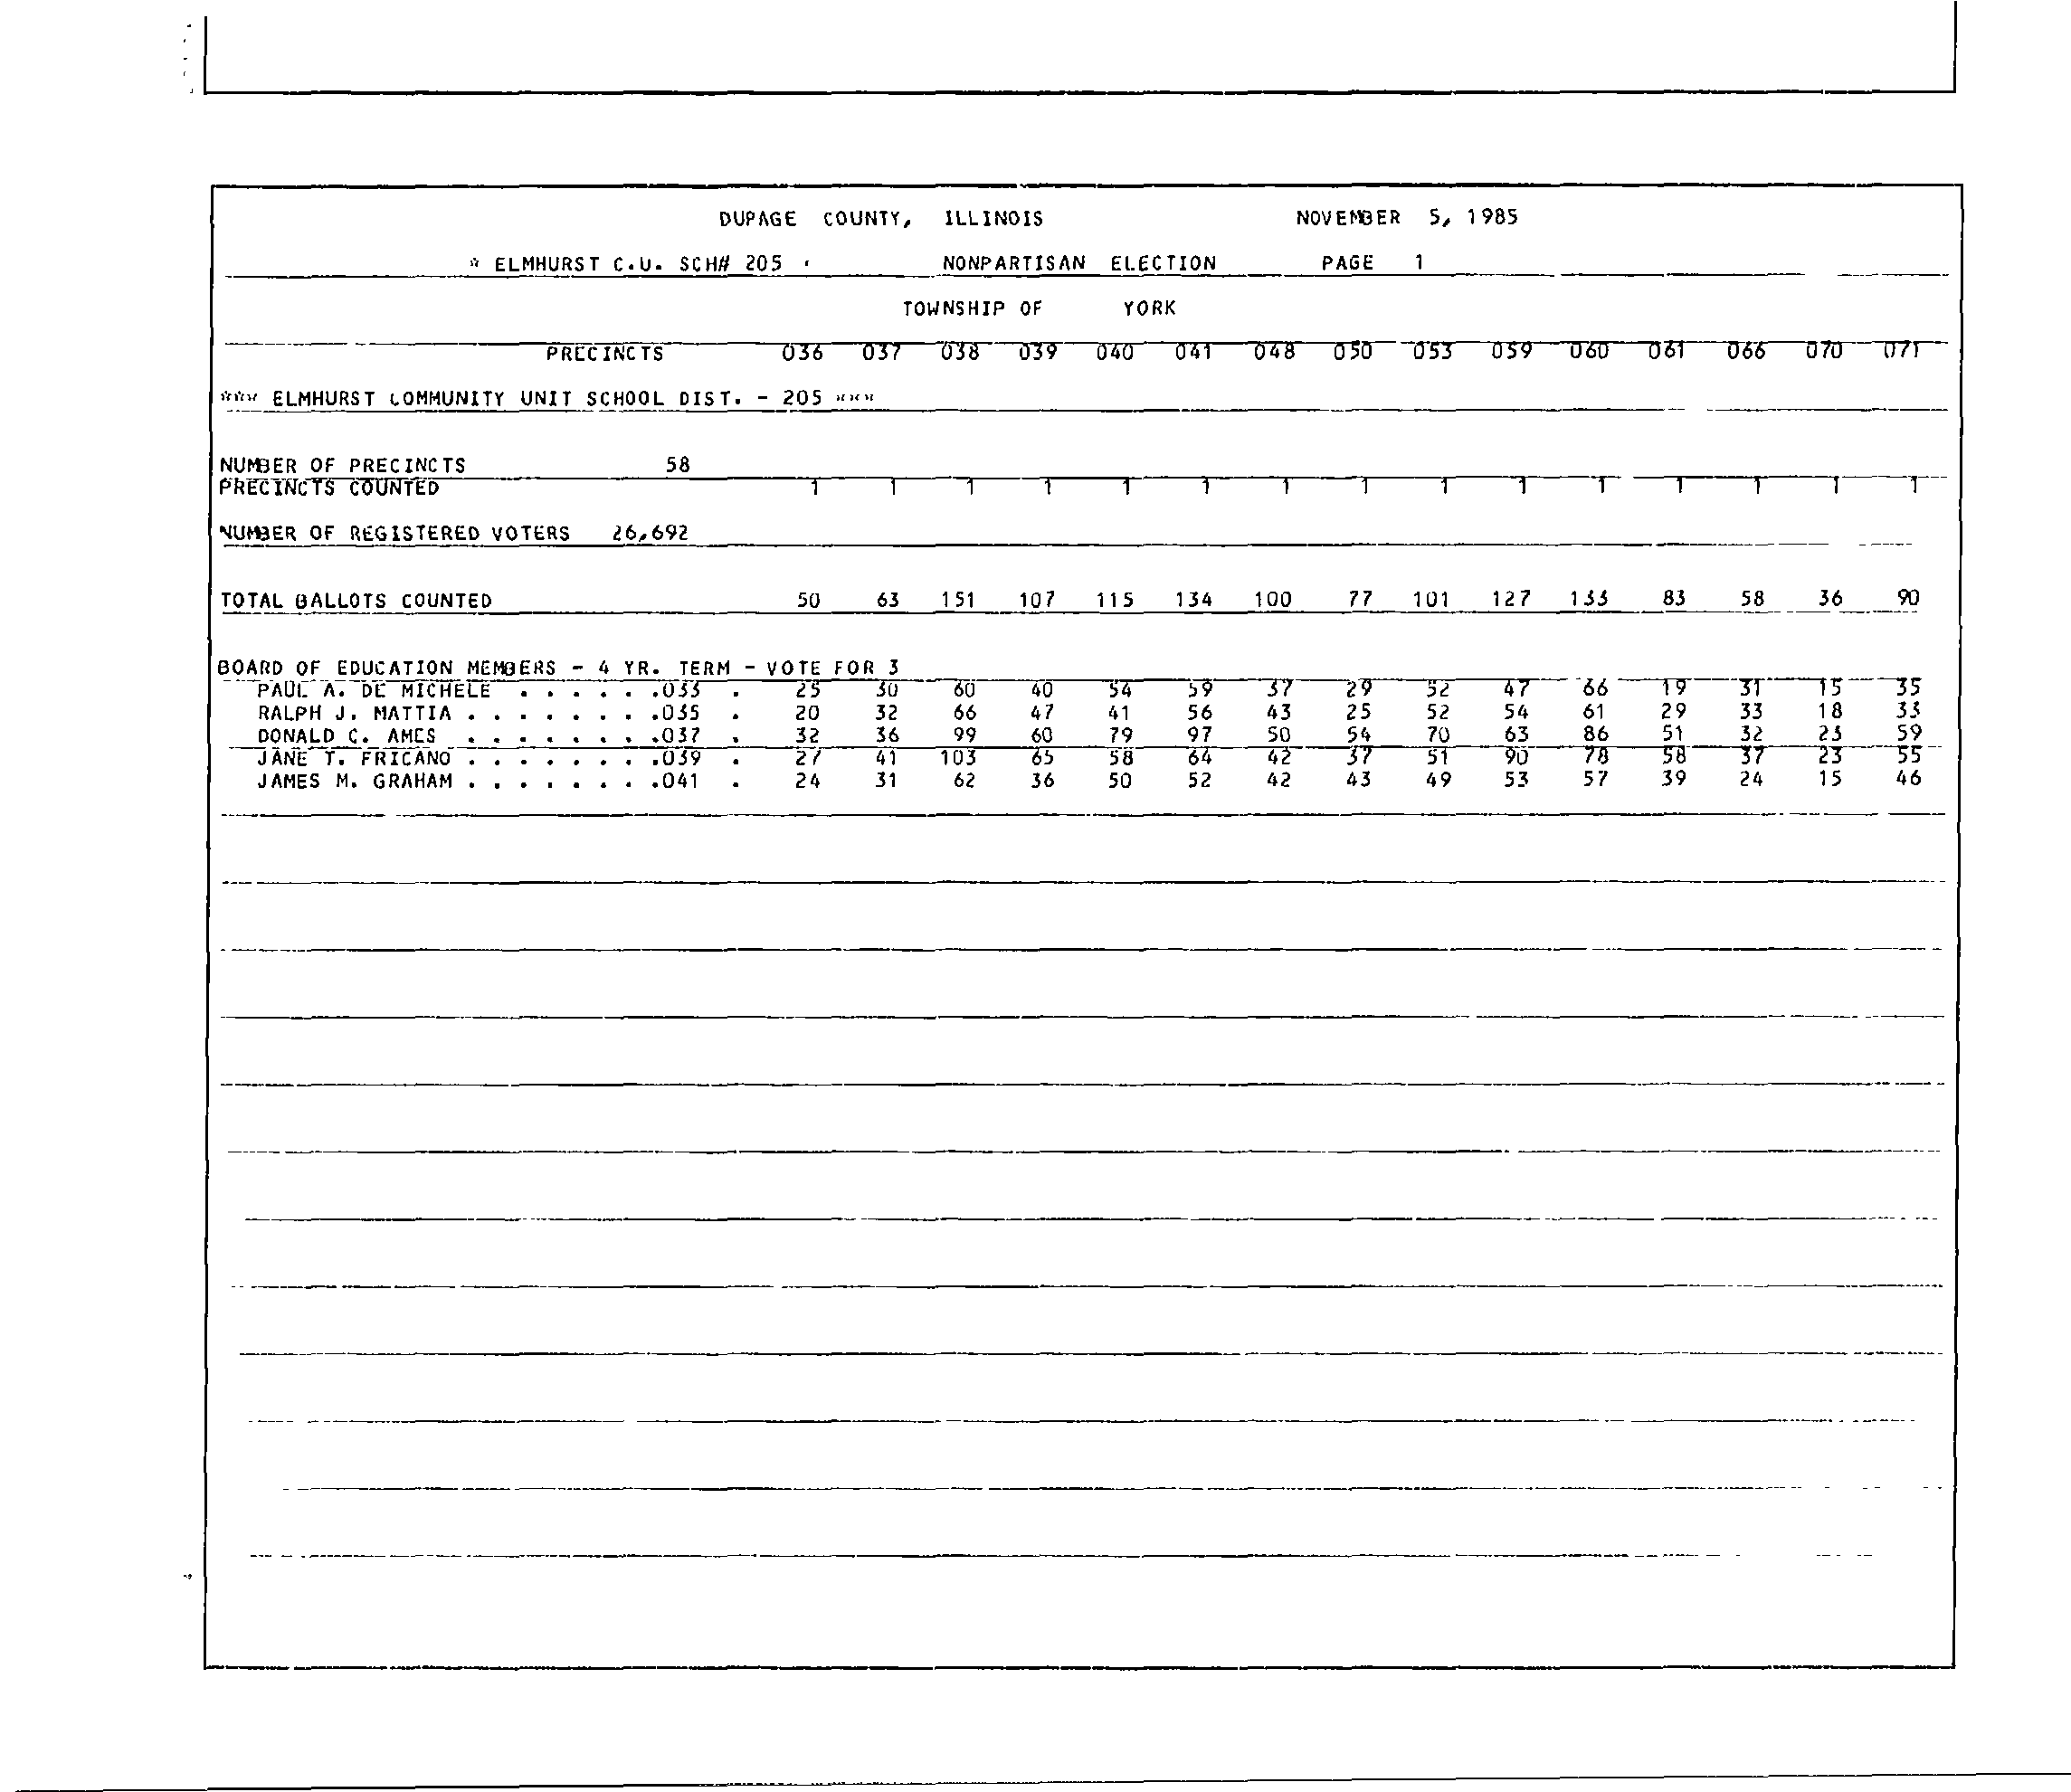 DUPAGE COUNTY, ILLINOIS NOVEMBER 5, 1985
* ELMHURST C.U. SCH# 205 * NONPARTISAN ELECTION PAGE 1
TOWNSHIP OF YORK
PRECINCTS 036 037 038 039 040 041 048 050 053 059 060 061 066 070 071
*** ELMHURST COMMUNITY UNIT SCHOOL DIST. - 205 ***
NUMBER OF PRECINCTS 58
PRECINCTS COUNTED 1 1 1 1 1 1 1 1 1 1 1 1 1 1 1
NUMBER OF REGISTERED VOTERS 26,692
TOTAL BALLOTS COUNTED 50 63 151 107 115 134 100 77 101 127 133 83 58 36 90
BOARD OF EDUCATION MEMBERS - 4 YR. TERM - VOTE FOR 3
PAUL A. DE MICHELE . . . . . .033 . 25 30 60 40 54 59 37 29 52 47 66 19 31 15 35
RALPH J. MATTIA . . . . . . . .035 . 20 32 66 47 41 56 43 25 52 54 61 29 33 18 33
DONALD C. AMES . . . . . . . .037 . 32 36 99 60 79 97 50 54 70 63 86 51 32 23 59
JANE T. FRICANO . . . . . . . .039 . 27 41 103 65 58 64 42 37 51 90 78 58 37 23 55
JAMES M. GRAHAM . . . . . . . .041 . 24 31 62 36 50 52 42 43 49 53 57 39 24 15 46